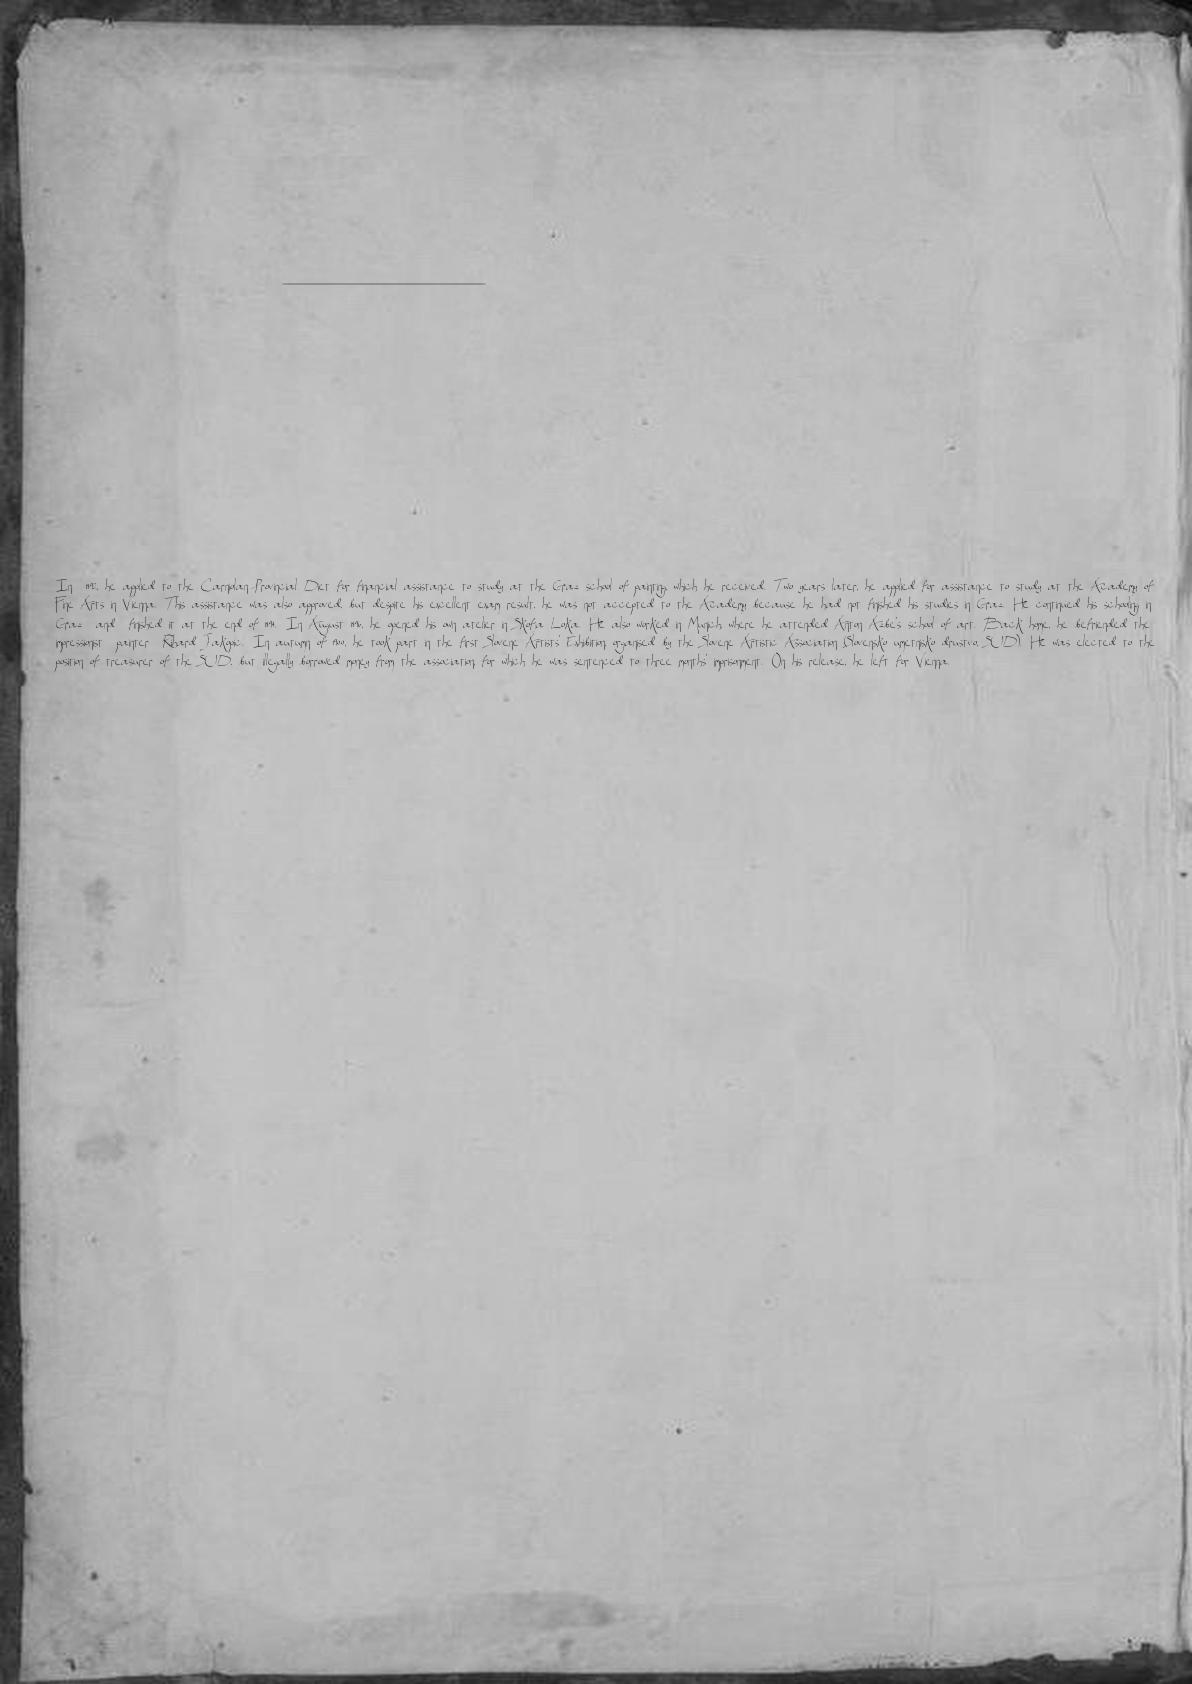 In he applied to the Carniolan Provincial Diet for financial assistance to study at the Graz school of painting which he received. Two years later, he applied for assistance to study at the Academy of
Fine Arts in Vienna. This assistance was also approved, but despite his excellent exam result, he was not accepted to the Academy because he had not finished his studies in Graz. He continued his schooling in
Graz and finished it at the end of In August he opened his own atelier in Škofja Loka. He also worked in Munich where he attended Anton Ažbe's school of art. Back home, he befriended the
impressionist painter Rihard Jakopič. In autumn of he took part in the first Slovene Artist's Exhibition organised by the Slovene Artistic Association (Slovensko umetniško društvo, SUD). He was elected to the
position of treasurer of the SUD, but illegally borrowed money from the association for which he was sentenced to three months' imprisonment. On his release, he left for Vienna.